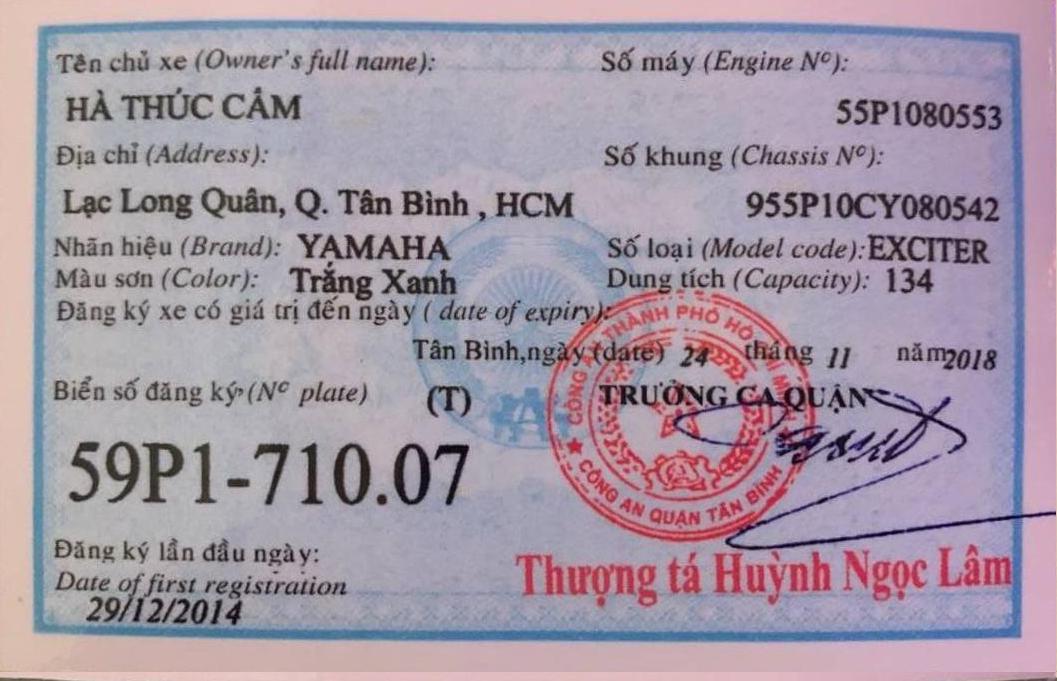 Tên chủ xe (Owner's full name):
HÀ THÚC CẦM
Địa chỉ (Address):
Lạc Long Quân, Q. Tân Bình , HCM
Nhãn hiệu (Brand): YAMAHA
Màu sơn (Color): Trắng Xanh
Số máy (Engine Nº):
55P1080553
Số khung (Chassis Nº):
955P10CY080542
Số loại (Model code): EXCITER
Dung tích (Capacity): 134
Đăng ký xe có giá trị đến ngày ( date of expiry):
Tân Bình,ngày (date) 24 tháng 11 năm 2018
Biển số đăng ký (Nº plate) (T)
59P1-710.07
Đăng ký lần đầu ngày:
Date of first registration
29/12/2014
TRƯỞNG CA QUẬN
CÔNG AN THÀNH PHỐ HỒ CHÍ MINH
CÔNG AN QUẬN TÂN BÌNH
Thượng tá Huỳnh Ngọc Lâm